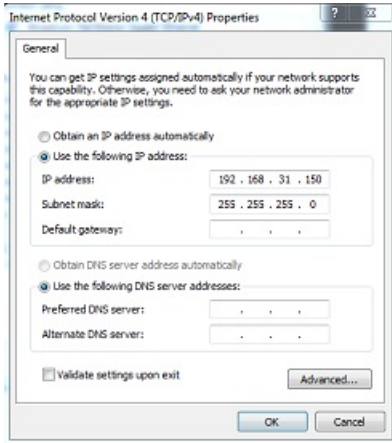 Internet Protocol Version 4 (TCP/IPv4) Properties
General
You can get IP settings assigned automatically if your network supports
this capability. Otherwise, you need to ask your network administrator
for the appropriate IP settings.
Obtain an IP address automatically
Use the following IP address:
IP address: 192 . 168 . 31 . 150
Subnet mask: 255 . 255 . 255 . 0
Default gateway: . . .
Obtain DNS server address automatically
Use the following DNS server addresses:
Preferred DNS server: . . .
Alternate DNS server: . . .
Validate settings upon exit
Advanced...
OK Cancel